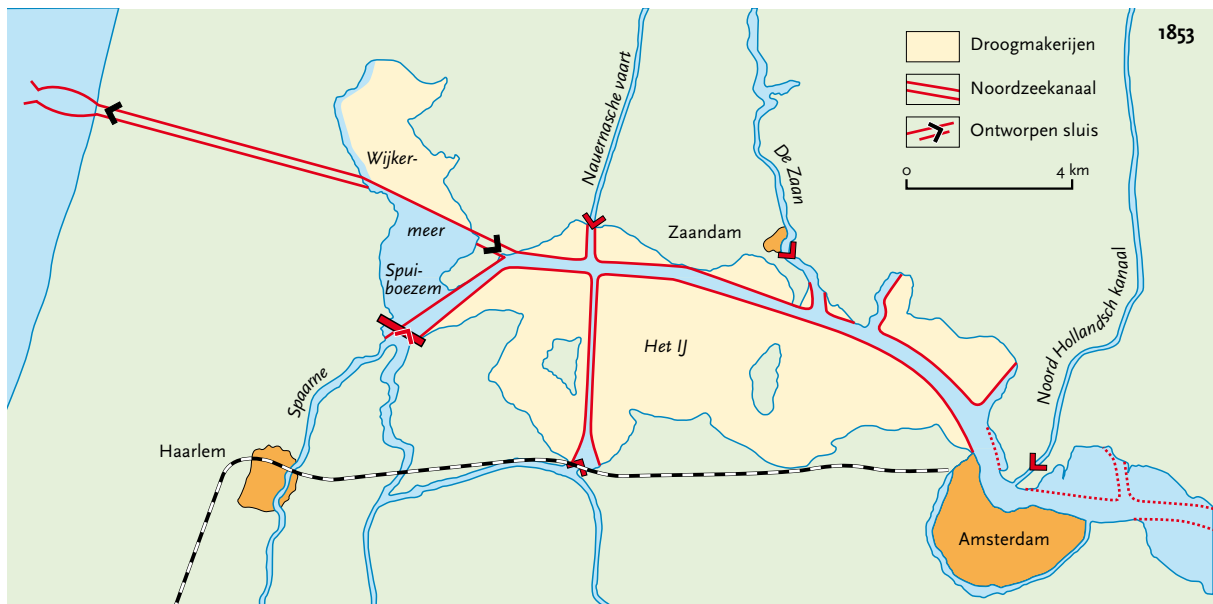 1853
Droogmakerijen
Noordzeekanaal
Ontworpen sluis
0
4 km
Nauernasche vaart
De Zaan
Wijker-
meer
Zaandam
Spui-
boezem
Noord Hollandsch kanaal
Het IJ
Spaarne
Haarlem
Amsterdam